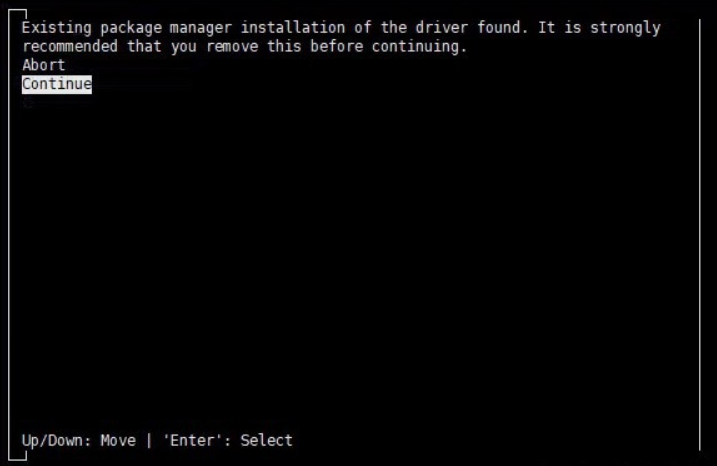 Existing package manager installation of the driver found. It is strongly
recommended that you remove this before continuing.
Abort
Continue
Up/Down: Move | 'Enter': Select